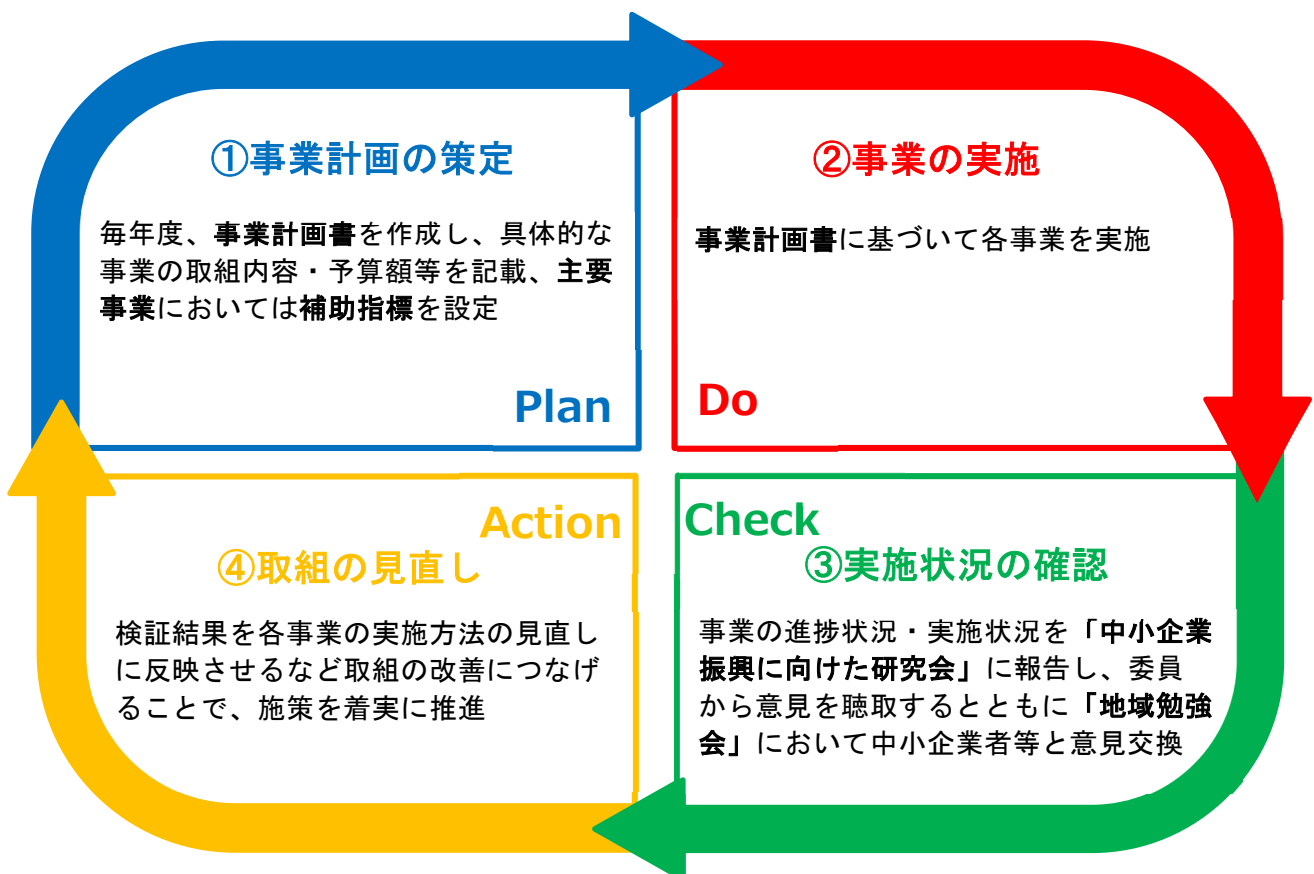 ①事業計画の策定
毎年度、事業計画書を作成し、具体的な
事業の取組内容・予算額等を記載、主要
事業においては補助指標を設定
Plan
②事業の実施
事業計画書に基づいて各事業を実施
Do
Check
③実施状況の確認
事業の進捗状況・実施状況を「中小企業
振興に向けた研究会」に報告し、委員
から意見を聴取するとともに「地域勉強
会」において中小企業者等と意見交換
Action
④取組の見直し
検証結果を各事業の実施方法の見直し
に反映させるなど取組の改善につなげ
ることで、施策を着実に推進